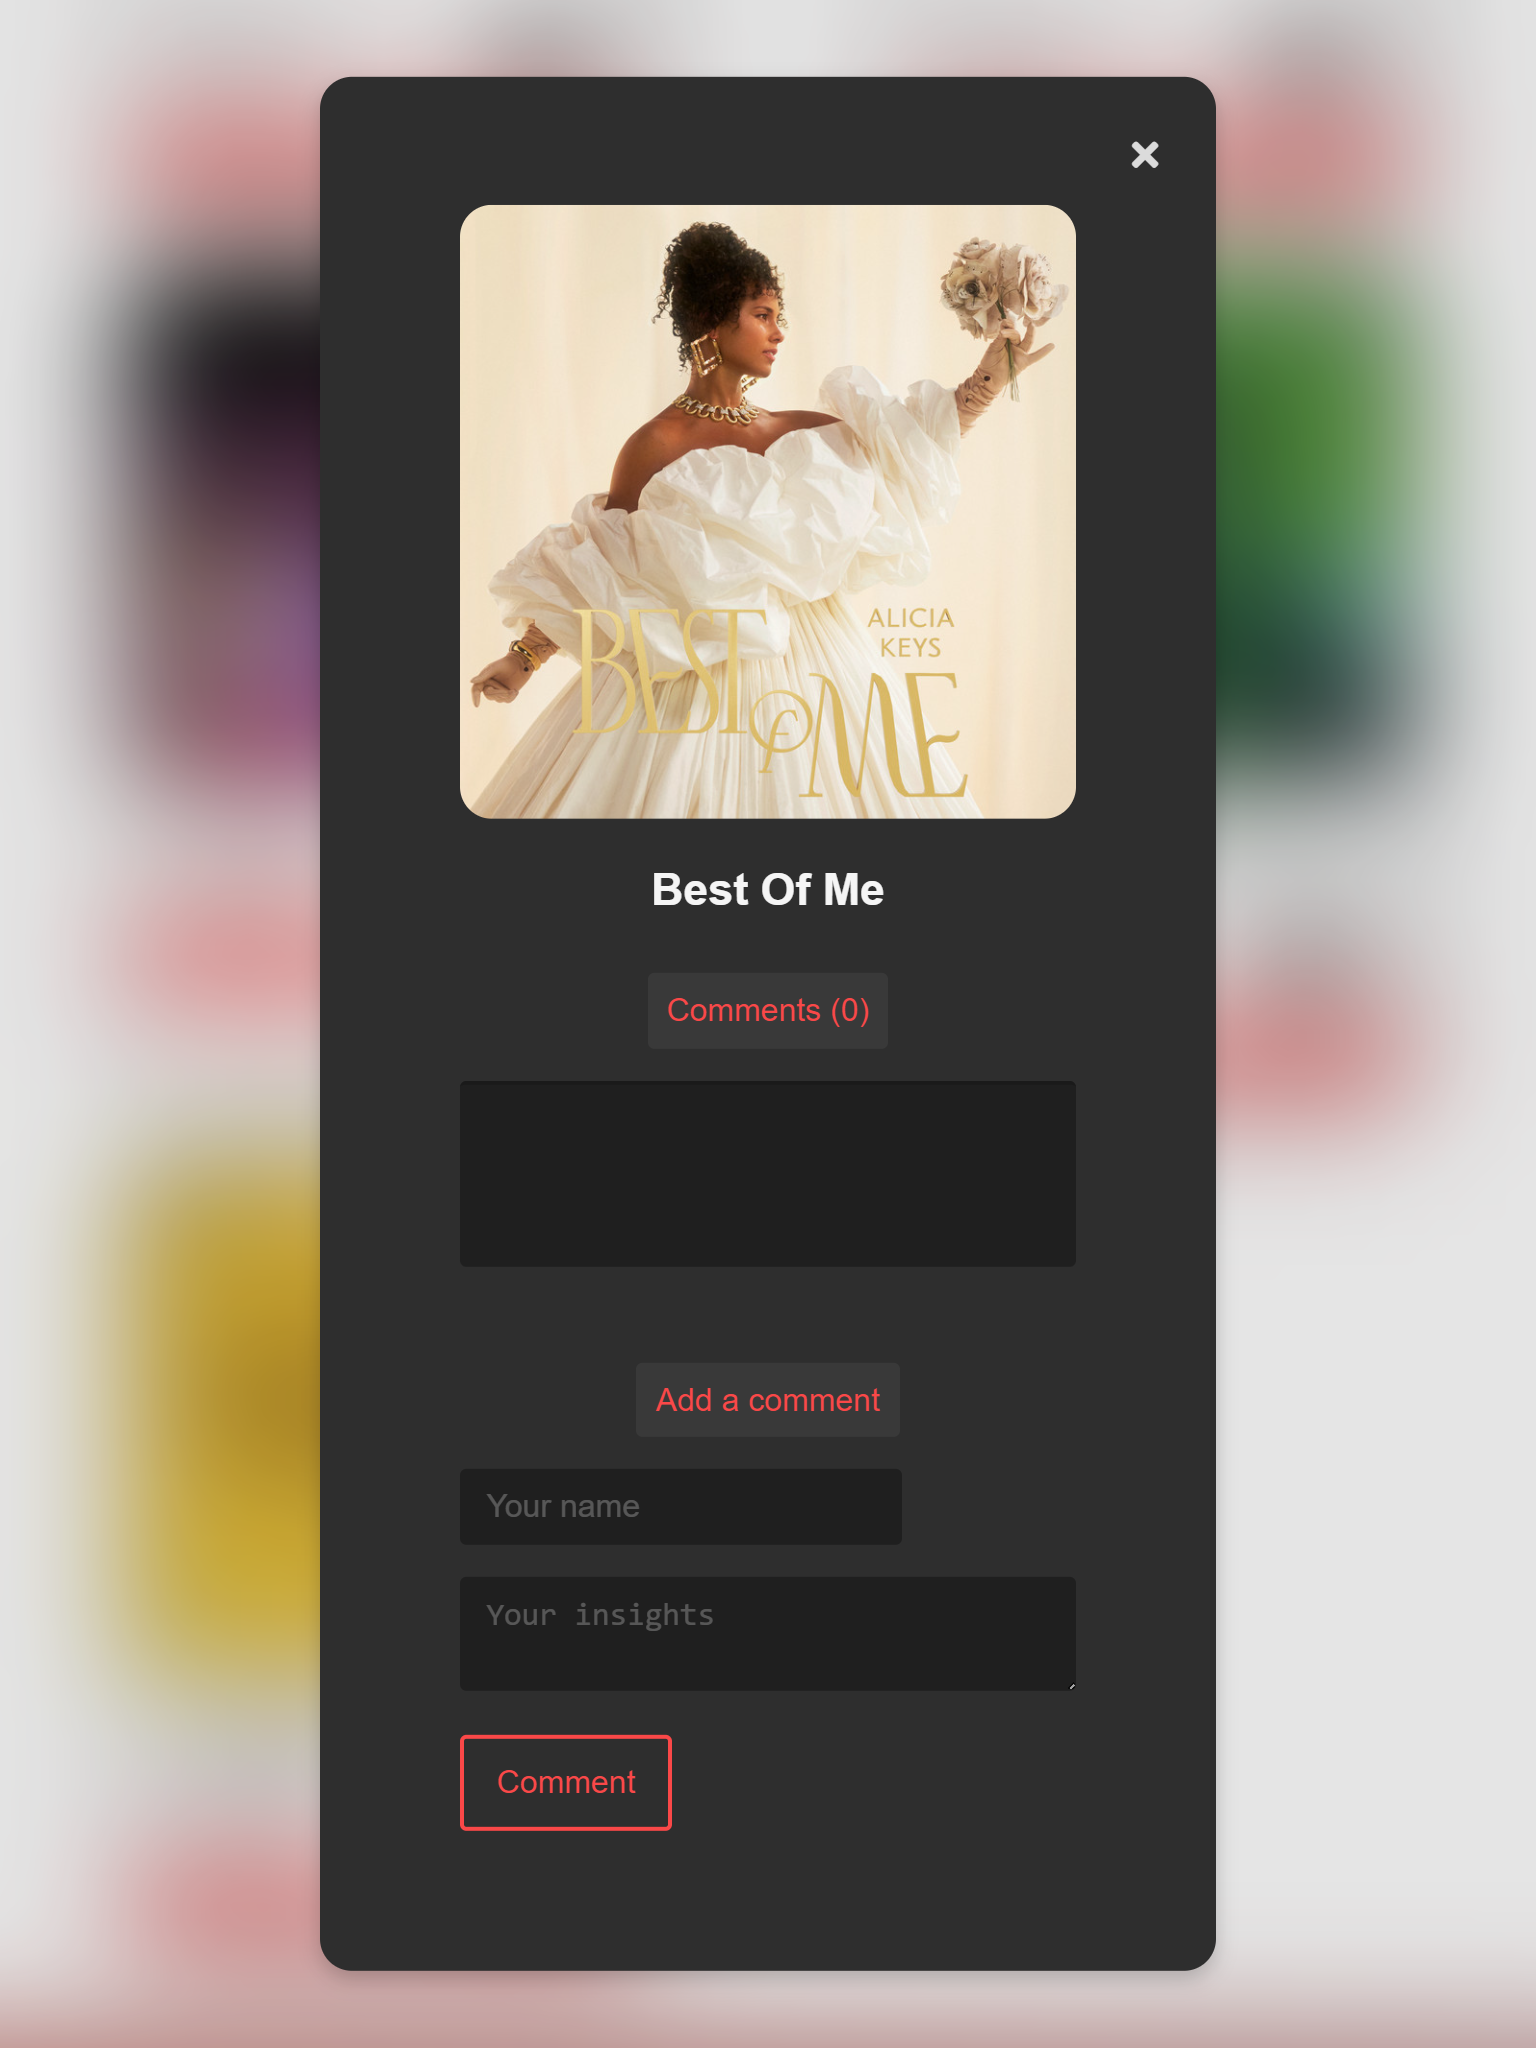 BEST
ALICIA
KEYS
of ME
Best Of Me
Comments (0)
Add a comment
Your name
Your insights
Comment